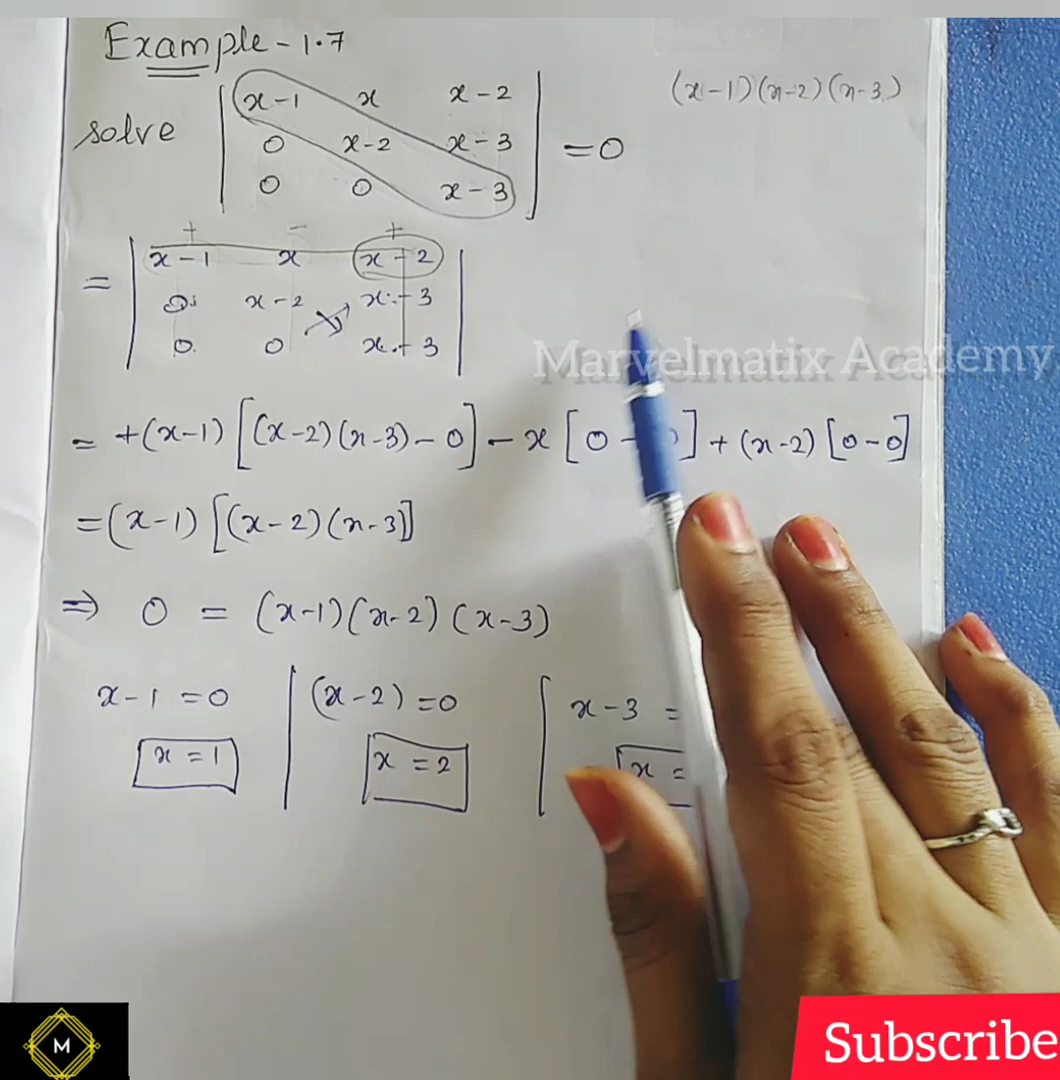 Example - 1.7
solve | x-1 x x-2 | = 0
| 0 x-2 x-3 |
| 0 0 x-3 |
(x-1)(x-2)(x-3)
+ - +
= | x-1 x x-2 |
| 0 x-2 x-3 |
| 0 0 x-3 |
Marvelmatix Academy
= +(x-1) [(x-2)(x-3)-0] - x [0 - ] + (x-2) [0-0]
= (x-1) [(x-2)(x-3)]
⇒ 0 = (x-1)(x-2)(x-3)
x-1 = 0 | (x-2) = 0 | x-3 =
x = 1 | x = 2 | x =
M
Subscribe